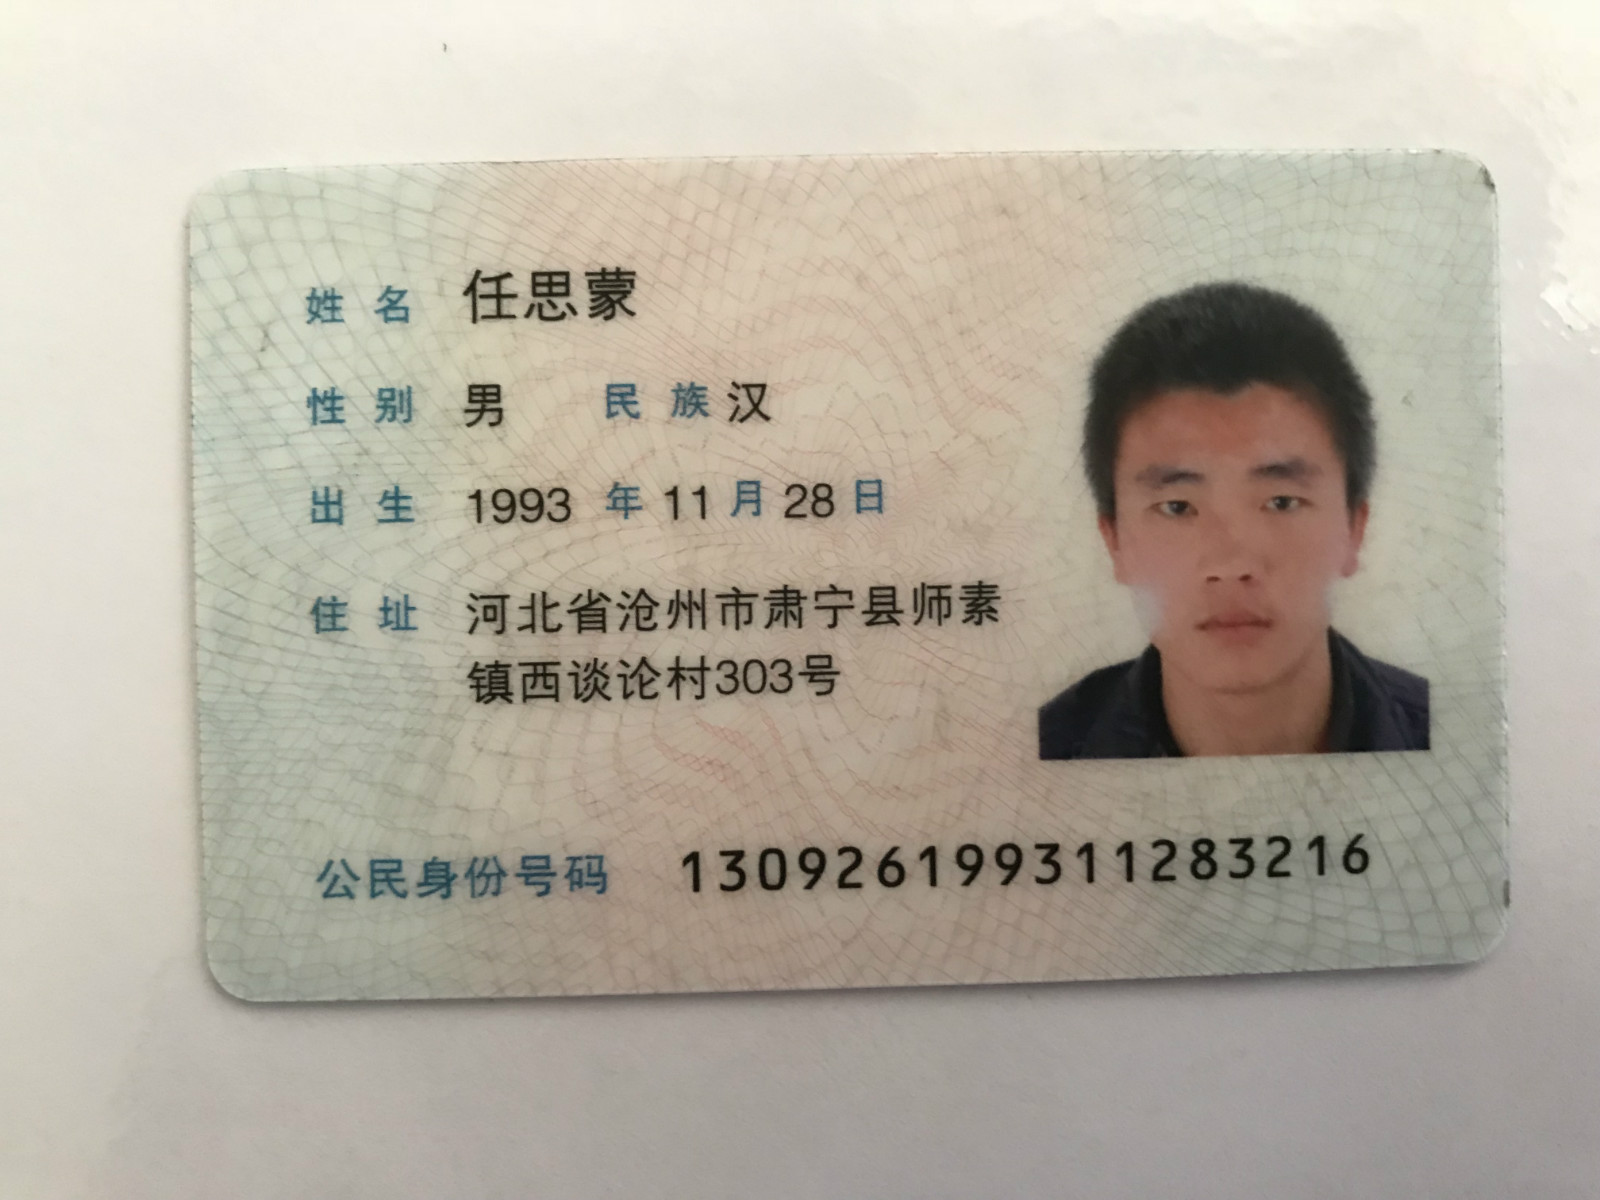 姓名 任思蒙
性别 男 民族 汉
出生 1993 年 11 月 28 日
住址 河北省沧州市肃宁县师素
镇西谈论村303号
公民身份号码 130926199311283216